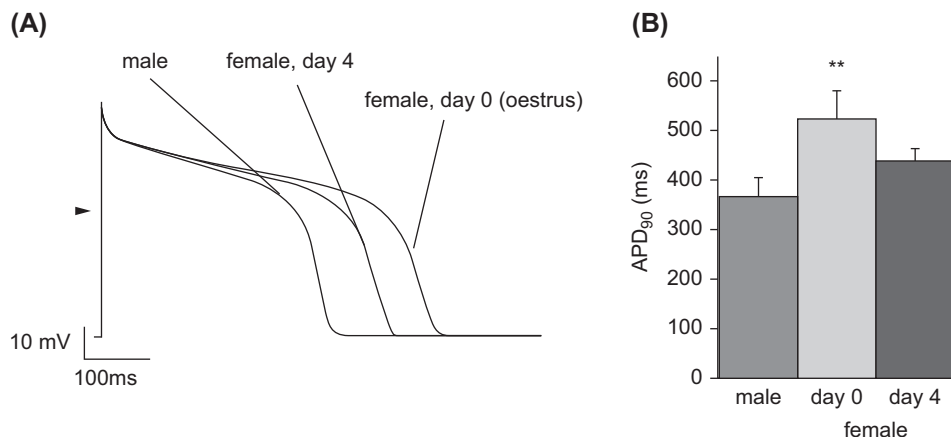 (A)
male
female, day 4
female, day 0 (oestrus)
10 mV
100ms
(B)
**
600
500
400
300
200
100
0
APD₉₀ (ms)
male day 0 day 4
female